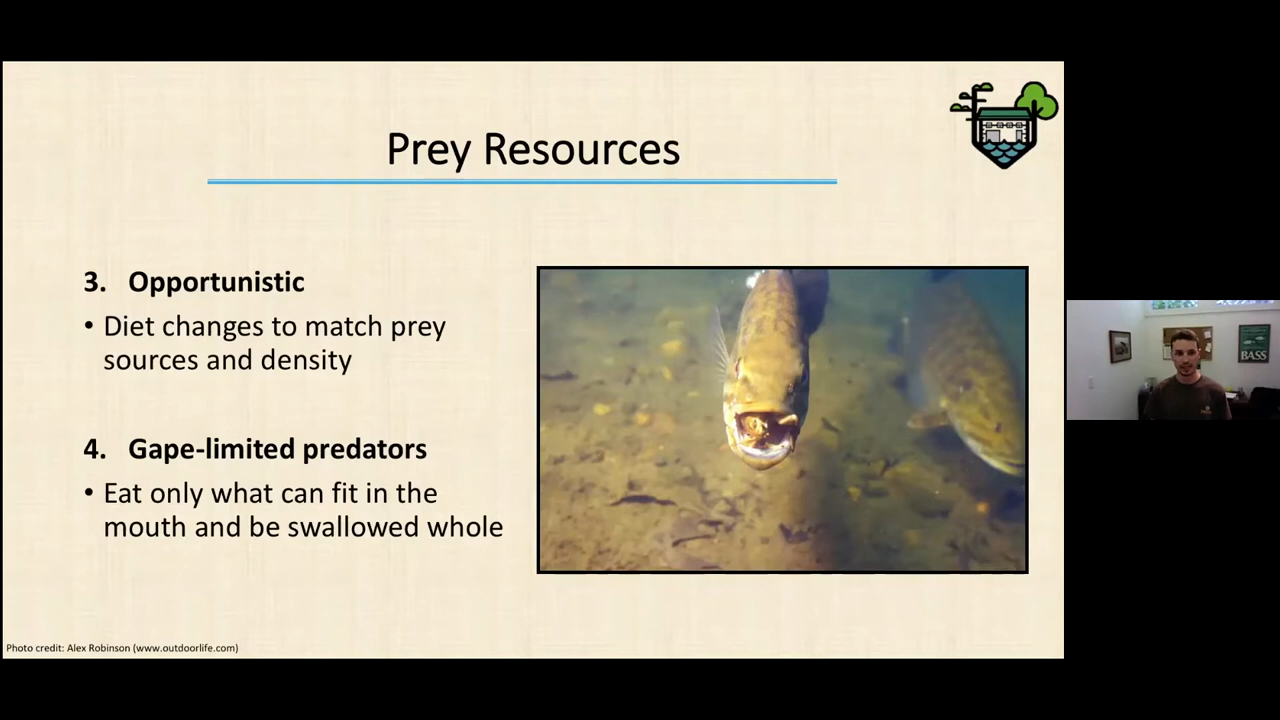 Prey Resources
3. Opportunistic
• Diet changes to match prey
sources and density
4. Gape-limited predators
• Eat only what can fit in the
mouth and be swallowed whole
Photo credit: Alex Robinson (www.outdoorlife.com)
BASS